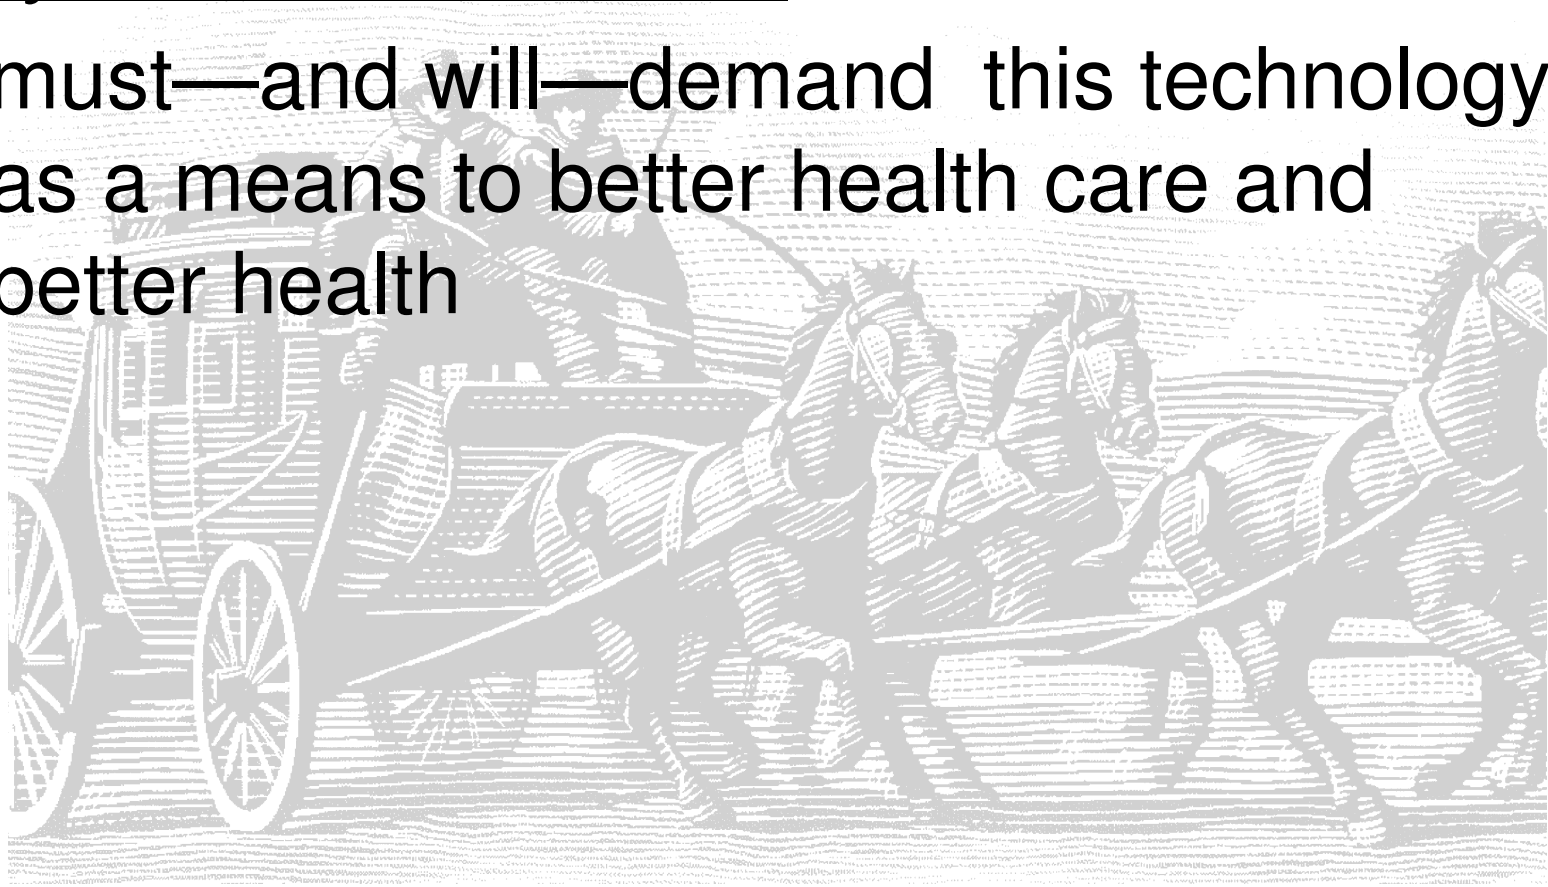 must—and will—demand  this technology
as a means to better health care and
better health